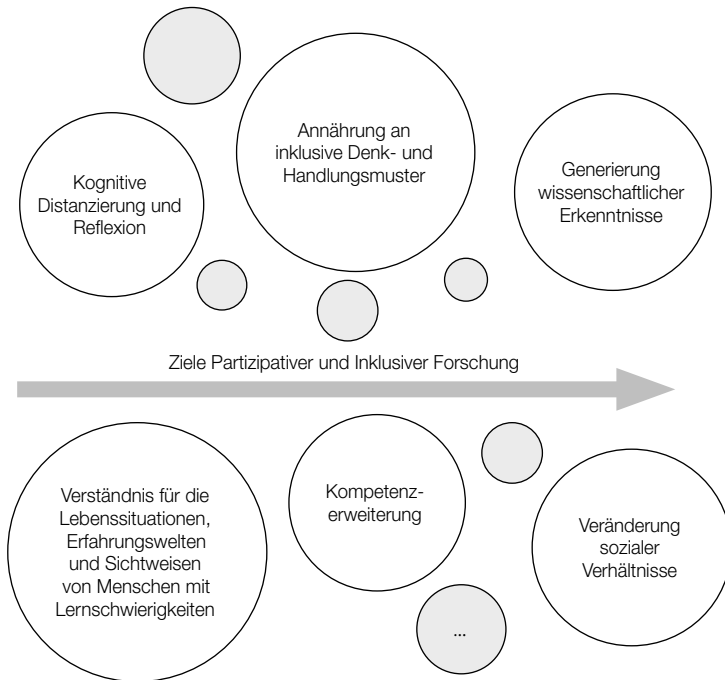 Kognitive
Distanzierung und
Reflexion
Annährung an
inklusive Denk- und
Handlungsmuster
Generierung
wissenschaftlicher
Erkenntnisse
Ziele Partizipativer und Inklusiver Forschung
Verständnis für die
Lebenssituationen,
Erfahrungswelten
und Sichtweisen
von Menschen mit
Lernschwierigkeiten
Kompetenz-
erweiterung
...
Veränderung
sozialer
Verhältnisse